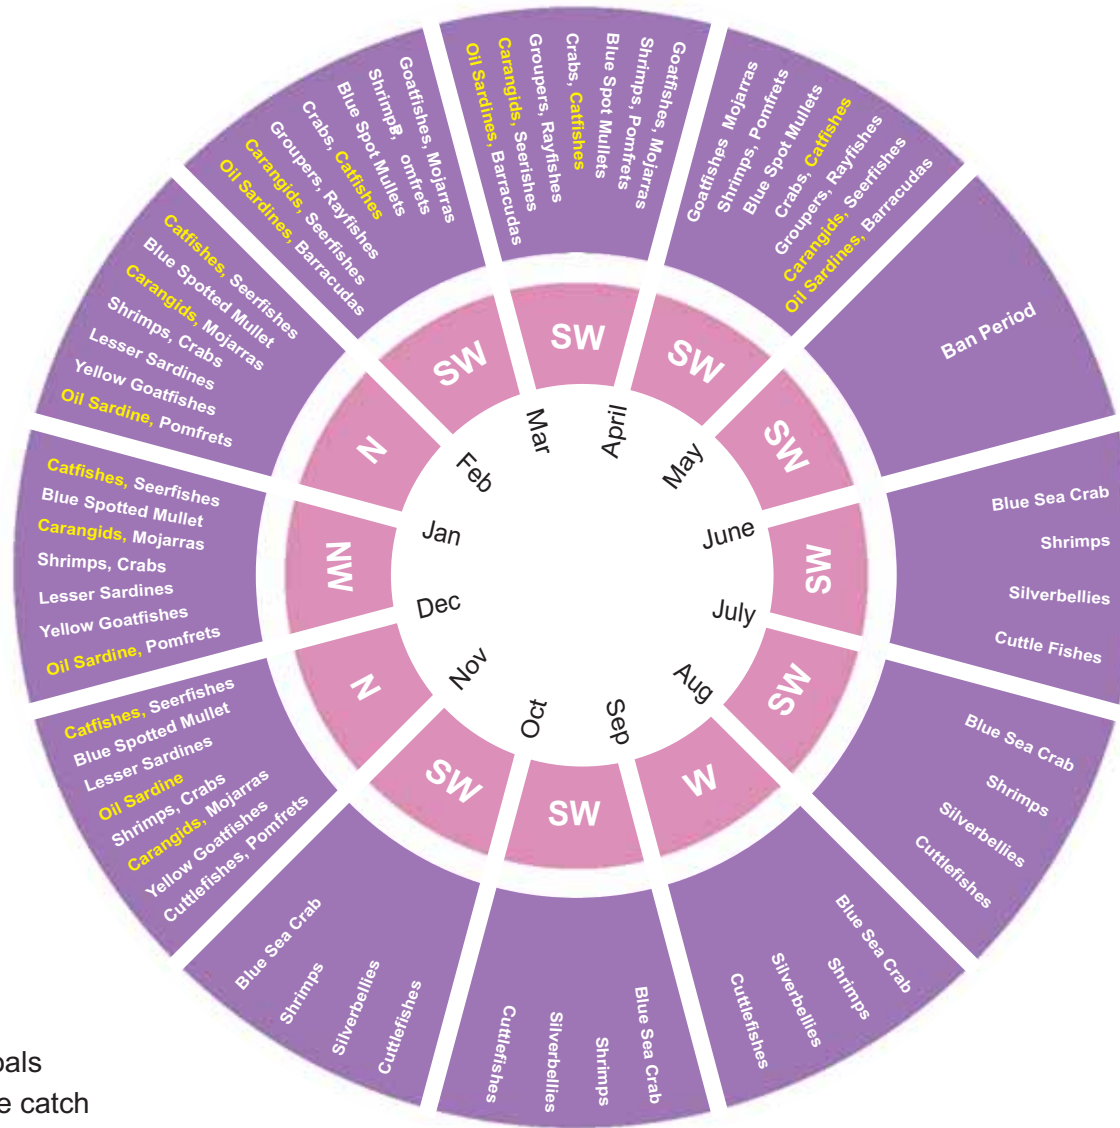 Goatfishes, Mojarras
Shrimps, Pomfrets
Blue Spot Mullets
Crabs, Catfishes
Groupers, Rayfishes
Carangids, Seerishes
Oil Sardines, Barracudas
Goatfishes Mojarras
Shrimps, Pomfrets
Blue Spot Mullets
Crabs, Catfishes
Groupers, Rayfishes
Carangids, Seerfishes
Oil Sardines, Barracudas
Ban Period
Blue Sea Crab
Shrimps
Silverbellies
Cuttle Fishes
Blue Sea Crab
Shrimps
Silverbellies
Cuttlefishes
Blue Sea Crab
Shrimps
Silverbellies
Cuttlefishes
Blue Sea Crab
Shrimps
Silverbellies
Cuttlefishes
Blue Sea Crab
Shrimps
Silverbellies
Cuttlefishes
Catfishes, Seerfishes
Blue Spotted Mullet
Lesser Sardines
Oil Sardine
Shrimps, Crabs
Carangids, Mojarras
Yellow Goatfishes
Cuttlefishes, Pomfrets
Catfishes, Seerfishes
Blue Spotted Mullet
Carangids, Mojarras
Shrimps, Crabs
Lesser Sardines
Yellow Goatfishes
Oil Sardine, Pomfrets
Catfishes, Seerfishes
Blue Spotted Mullet
Carangids, Mojarras
Shrimps, Crabs
Lesser Sardines
Yellow Goatfishes
Oil Sardine, Pomfrets
Goatfishes, Mojarras
omfrets
Blue Spot Mullets
Crabs, Catfishes
Groupers, Rayfishes
Carangids, Seerfishes
Oil Sardines, Barracudas
SW
SW
SW
SW
SW
W
SW
SW
N
NW
N
SW
Mar
April
May
June
July
Aug
Sep
Oct
Nov
Dec
Jan
Feb
oals
e catch